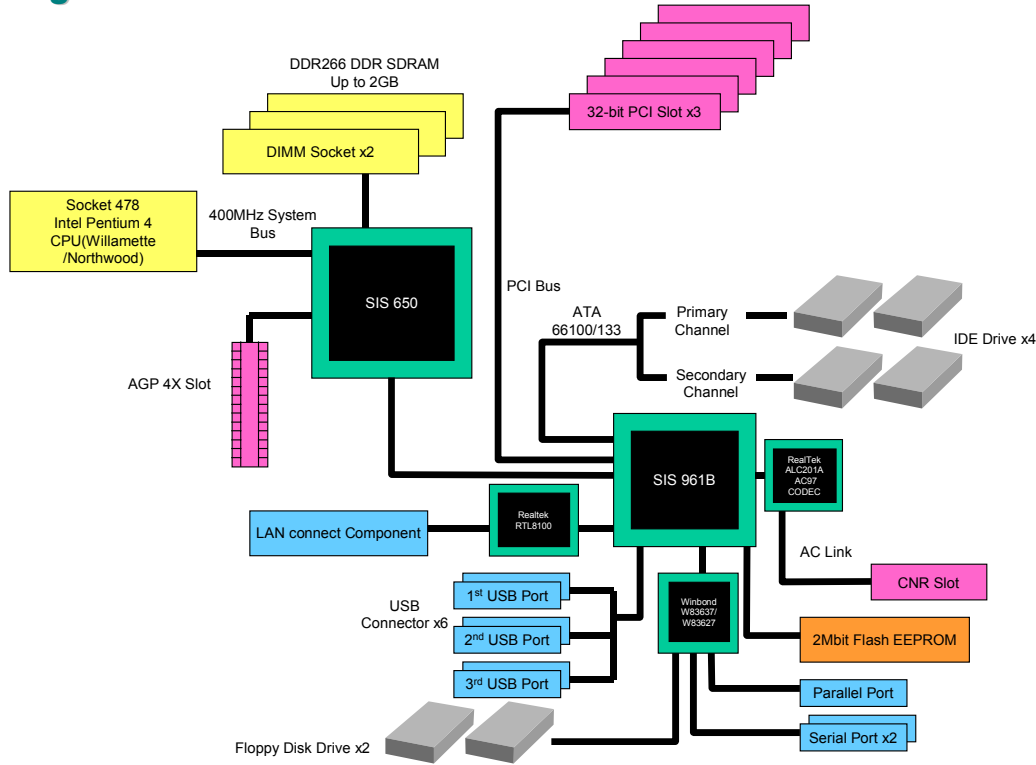 DDR266 DDR SDRAM
Up to 2GB
32-bit PCI Slot x3
DIMM Socket x2
Socket 478
Intel Pentium 4
CPU(Willamette
/Northwood)
400MHz System
Bus
SIS 650
PCI Bus
ATA
66100/133
Primary
Channel
IDE Drive x4
Secondary
Channel
AGP 4X Slot
SIS 961B
RealTek
ALC201A
AC97
CODEC
Realtek
RTL8100
LAN connect Component
AC Link
CNR Slot
USB
Connector x6
1st USB Port
2nd USB Port
3rd USB Port
Winbond
W83637/
W83627
2Mbit Flash EEPROM
Parallel Port
Serial Port x2
Floppy Disk Drive x2